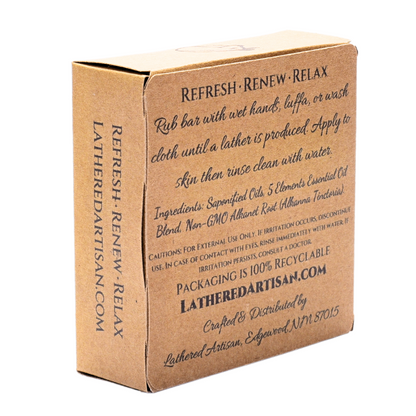 Refresh · Renew · Relax
LatheredArtisan.com
Refresh · Renew · Relax
Rub bar with wet hands, luffa, or wash
cloth until a lather is produced. Apply to
skin then rinse clean with water.
Ingredients: Saponified Oils, 5 Elements Essential Oil
Blend, Non-GMO Alkanet Root (Alkanna Tinctoria)
Cautions: For External Use Only. If irritation occurs, discontinue
use. In case of contact with eyes, rinse immediately with water. If
irritation persists, consult a doctor.
Packaging is 100% Recyclable
LatheredArtisan.com
Crafted & Distributed by
Lathered Artisan, Edgewood, NM 87015